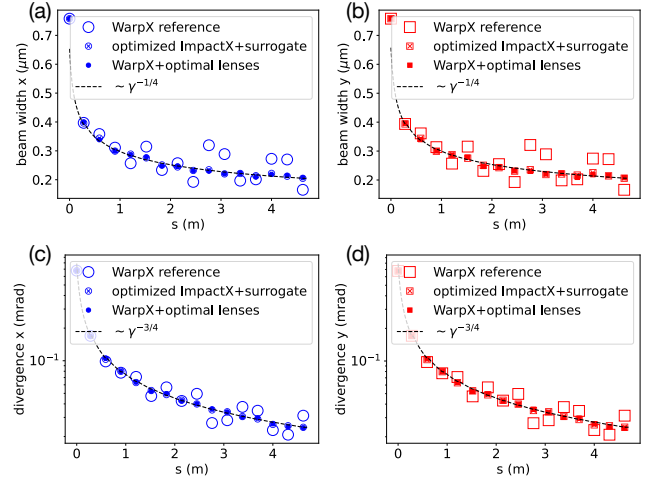 (a)
0.7
0.6
0.5
0.4
0.3
0.2
beam width x (μm)
WarpX reference
optimized ImpactX+surrogate
WarpX+optimal lenses
~ γ^{-1/4}
0 1 2 3 4
s (m)
(b)
0.7
0.6
0.5
0.4
0.3
0.2
beam width y (μm)
WarpX reference
optimized ImpactX+surrogate
WarpX+optimal lenses
~ γ^{-1/4}
0 1 2 3 4
s (m)
(c)
10^{-1}
divergence x (mrad)
WarpX reference
optimized ImpactX+surrogate
WarpX+optimal lenses
~ γ^{-3/4}
0 1 2 3 4
s (m)
(d)
10^{-1}
divergence y (mrad)
WarpX reference
optimized ImpactX+surrogate
WarpX+optimal lenses
~ γ^{-3/4}
0 1 2 3 4
s (m)